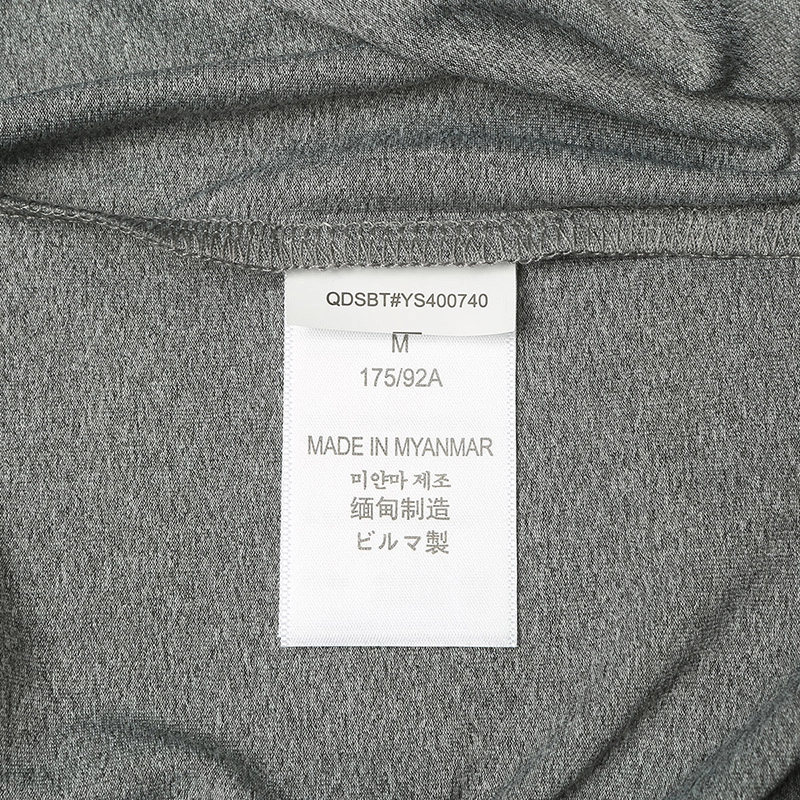 QDSBT#YS400740
M
175/92A
MADE IN MYANMAR
미얀마 제조
缅甸制造
ビルマ製